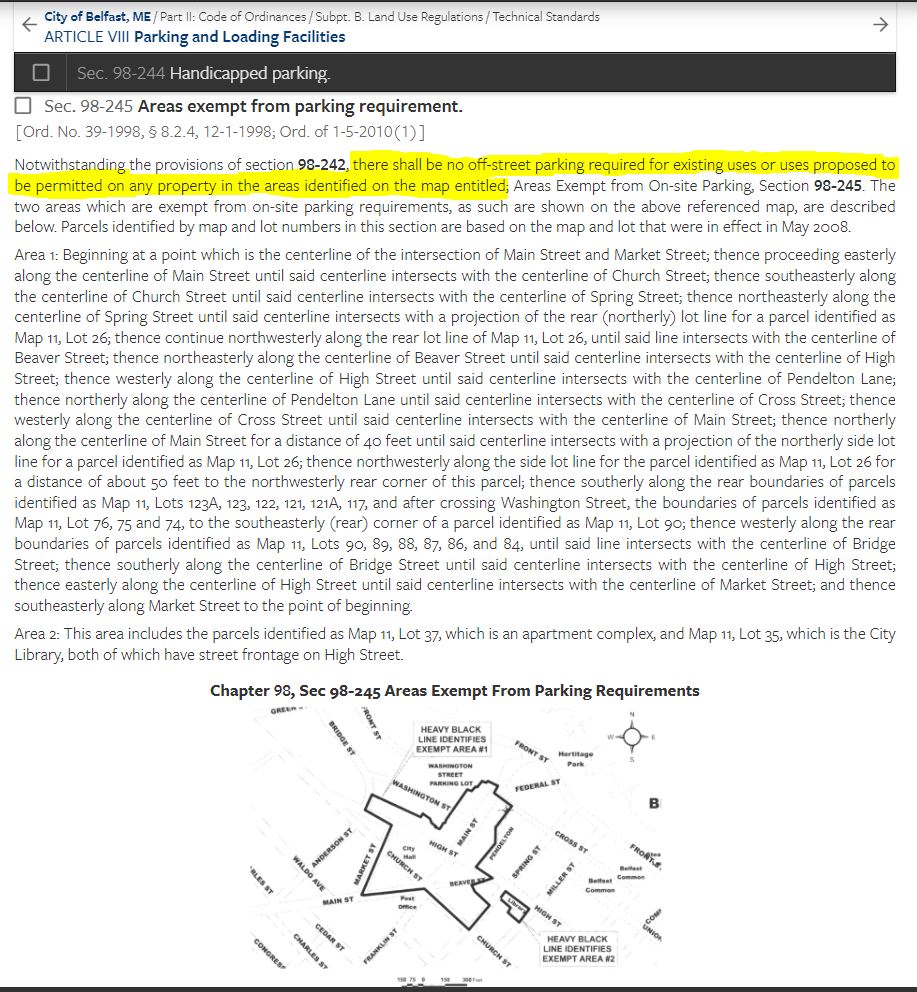 City of Belfast, ME / Part II: Code of Ordinances / Subpt. B. Land Use Regulations / Technical Standards
ARTICLE VIII Parking and Loading Facilities
Sec. 98-244 Handicapped parking.
Sec. 98-245 Areas exempt from parking requirement.
[Ord. No. 39-1998, § 8.2.4, 12-1-1998; Ord. of 1-5-2010(1)]
Notwithstanding the provisions of section 98-242, there shall be no off-street parking required for existing uses or uses proposed to
be permitted on any property in the areas identified on the map entitled; Areas Exempt from On-site Parking, Section 98-245. The
two areas which are exempt from on-site parking requirements, as such are shown on the above referenced map, are described
below. Parcels identified by map and lot numbers in this section are based on the map and lot that were in effect in May 2008.
Area 1: Beginning at a point which is the centerline of the intersection of Main Street and Market Street; thence proceeding easterly
along the centerline of Main Street until said centerline intersects with the centerline of Church Street; thence southeasterly along
the centerline of Church Street until said centerline intersects with the centerline of Spring Street; thence northeasterly along the
centerline of Spring Street until said centerline intersects with a projection of the rear (northerly) lot line for a parcel identified as
Map 11, Lot 26; thence continue northwesterly along the rear lot line of Map 11, Lot 26, until said line intersects with the centerline of
Beaver Street; thence northeasterly along the centerline of Beaver Street until said centerline intersects with the centerline of High
Street; thence westerly along the centerline of High Street until said centerline intersects with the centerline of Pendelton Lane;
thence northerly along the centerline of Pendelton Lane until said centerline intersects with the centerline of Cross Street; thence
westerly along the centerline of Cross Street until said centerline intersects with the centerline of Main Street; thence northerly
along the centerline of Main Street for a distance of 40 feet until said centerline intersects with a projection of the northerly side lot
line for a parcel identified as Map 11, Lot 26; thence northwesterly along the side lot line for the parcel identified as Map 11, Lot 26 for
a distance of about 50 feet to the northwesterly rear corner of this parcel; thence southerly along the rear boundaries of parcels
identified as Map 11, Lots 123A, 123, 122, 121, 121A, 117, and after crossing Washington Street, the boundaries of parcels identified as
Map 11, Lot 76, 75 and 74, to the southeasterly (rear) corner of a parcel identified as Map 11, Lot 90; thence westerly along the rear
boundaries of parcels identified as Map 11, Lots 90, 89, 88, 87, 86, and 84, until said line intersects with the centerline of Bridge
Street; thence southerly along the centerline of Bridge Street until said centerline intersects with the centerline of High Street;
thence easterly along the centerline of High Street until said centerline intersects with the centerline of Market Street; and thence
southeasterly along Market Street to the point of beginning.
Area 2: This area includes the parcels identified as Map 11, Lot 37, which is an apartment complex, and Map 11, Lot 35, which is the City
Library, both of which have street frontage on High Street.
Chapter 98, Sec 98-245 Areas Exempt From Parking Requirements
BRIDGE ST
HEAVY BLACK
LINE IDENTIFIES
EXEMPT AREA #1
N
W
E
S
FRONT ST
Hertitage
Park
WASHINGTON
STREET
PARKING LOT
FEDERAL ST
WASHINGTON ST
B
MAIN ST
ANDERSON ST
HIGH ST
City
Hall
PENDELTON
CROSS ST
MARKET ST
CHURCH ST
SPRING ST
WALDO AVE
MILLER ST
Belfast
Common
BEAVER ST
Belfast
Common
MAIN ST
Post
Office
Library
HIGH ST
CEDAR ST
FRANKLIN ST
CHARLES ST
CHURCH ST
HEAVY BLACK
LINE IDENTIFIES
EXEMPT AREA #2
150 75 0 150 300 Feet